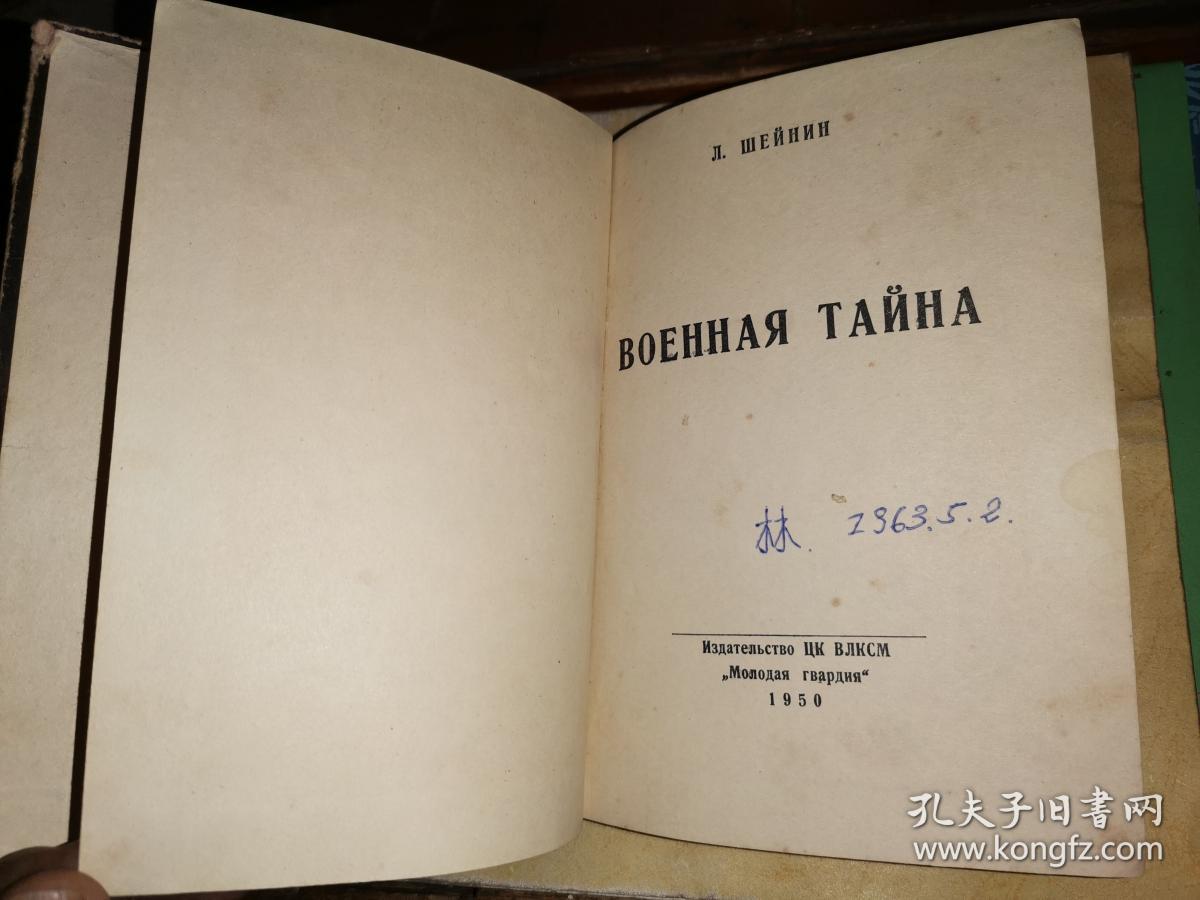 Л. ШЕЙНИН
ВОЕННАЯ ТАЙНА
林. 1963.5.2.
Издательство ЦК ВЛКСМ
„Молодая гвардия“
1950
孔夫子旧书网
www.kongfz.com